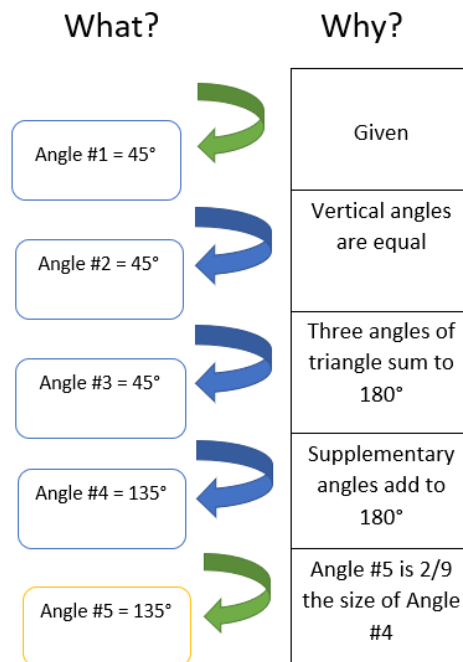 What?
Why?
Angle #1 = 45°
Given
Angle #2 = 45°
Vertical angles
are equal
Angle #3 = 45°
Three angles of
triangle sum to
180°
Angle #4 = 135°
Supplementary
angles add to
180°
Angle #5 = 135°
Angle #5 is 2/9
the size of Angle
#4